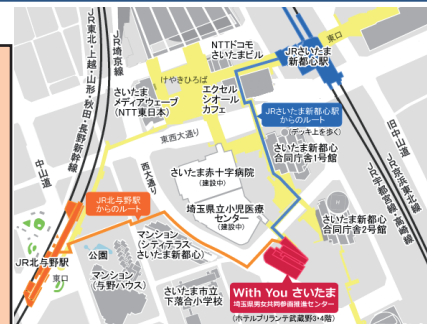 JR東北・上越・山形・秋田・長野新幹線
JR埼京線
中山道
NTTドコモ
さいたまビル
JRさいたま
新都心駅
東口
けやきひろば
さいたま
メディアウェーブ
(NTT東日本)
エクセル
シオール
カフェ
JRさいたま新都心駅
からのルート
(デッキ上を歩く)
東西大通り
西大通り
さいたま新都心
合同庁舎1号館
旧中山道
JR京浜東北線
JR宇都宮線・高崎線
さいたま赤十字病院
(建設中)
埼玉県立小児医療
センター
(建設中)
さいたま新都心
合同庁舎2号館
JR北与野駅
からのルート
JR北与野駅
東口
公園
マンション
(シティテラス
さいたま新都心)
マンション
(与野ハウス)
さいたま市立
下落合小学校
With You さいたま
埼玉県男女共同参画推進センター
(ホテルブリランテ武蔵野3・4階)